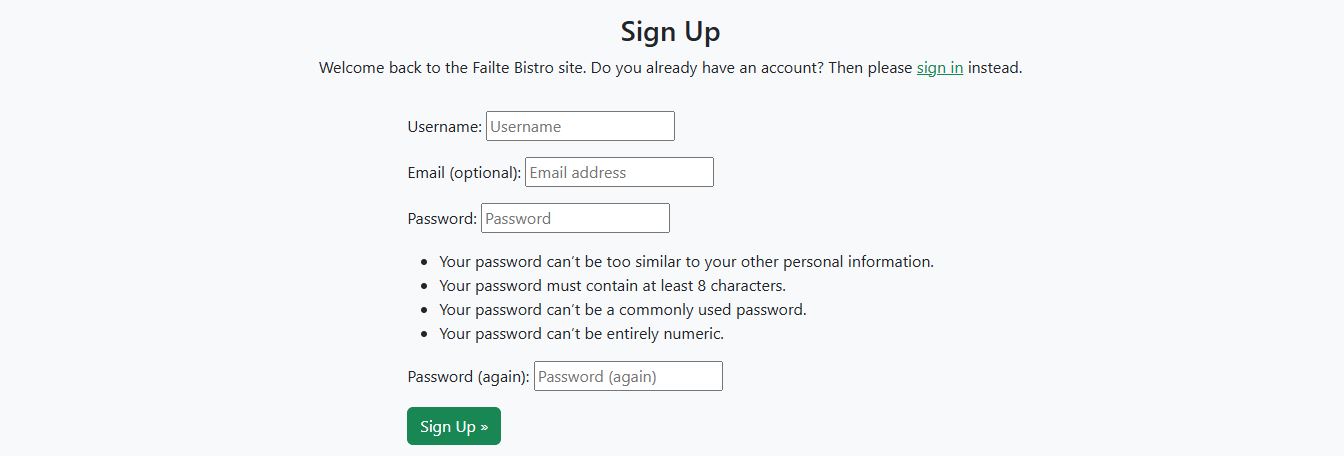 Sign Up
Welcome back to the Failte Bistro site. Do you already have an account? Then please sign in instead.
Username: Username
Email (optional): Email address
Password: Password
• Your password can't be too similar to your other personal information.
• Your password must contain at least 8 characters.
• Your password can't be a commonly used password.
• Your password can't be entirely numeric.
Password (again): Password (again)
Sign Up »